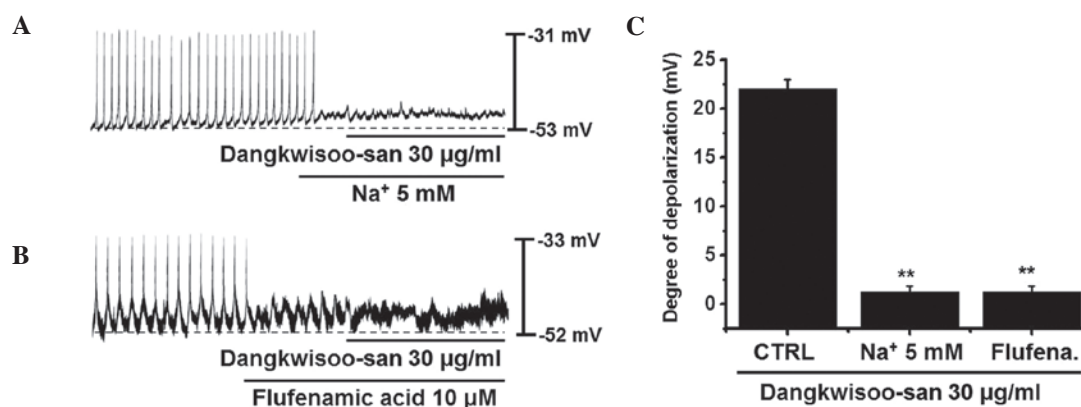 A
-31 mV
-53 mV
Dangkwisoo-san 30 µg/ml
Na⁺ 5 mM
B
-33 mV
-52 mV
Dangkwisoo-san 30 µg/ml
Flufenamic acid 10 µM
C
Degree of depolarization (mV)
25
20
15
10
5
0
** **
CTRL Na⁺ 5 mM Flufena.
Dangkwisoo-san 30 µg/ml